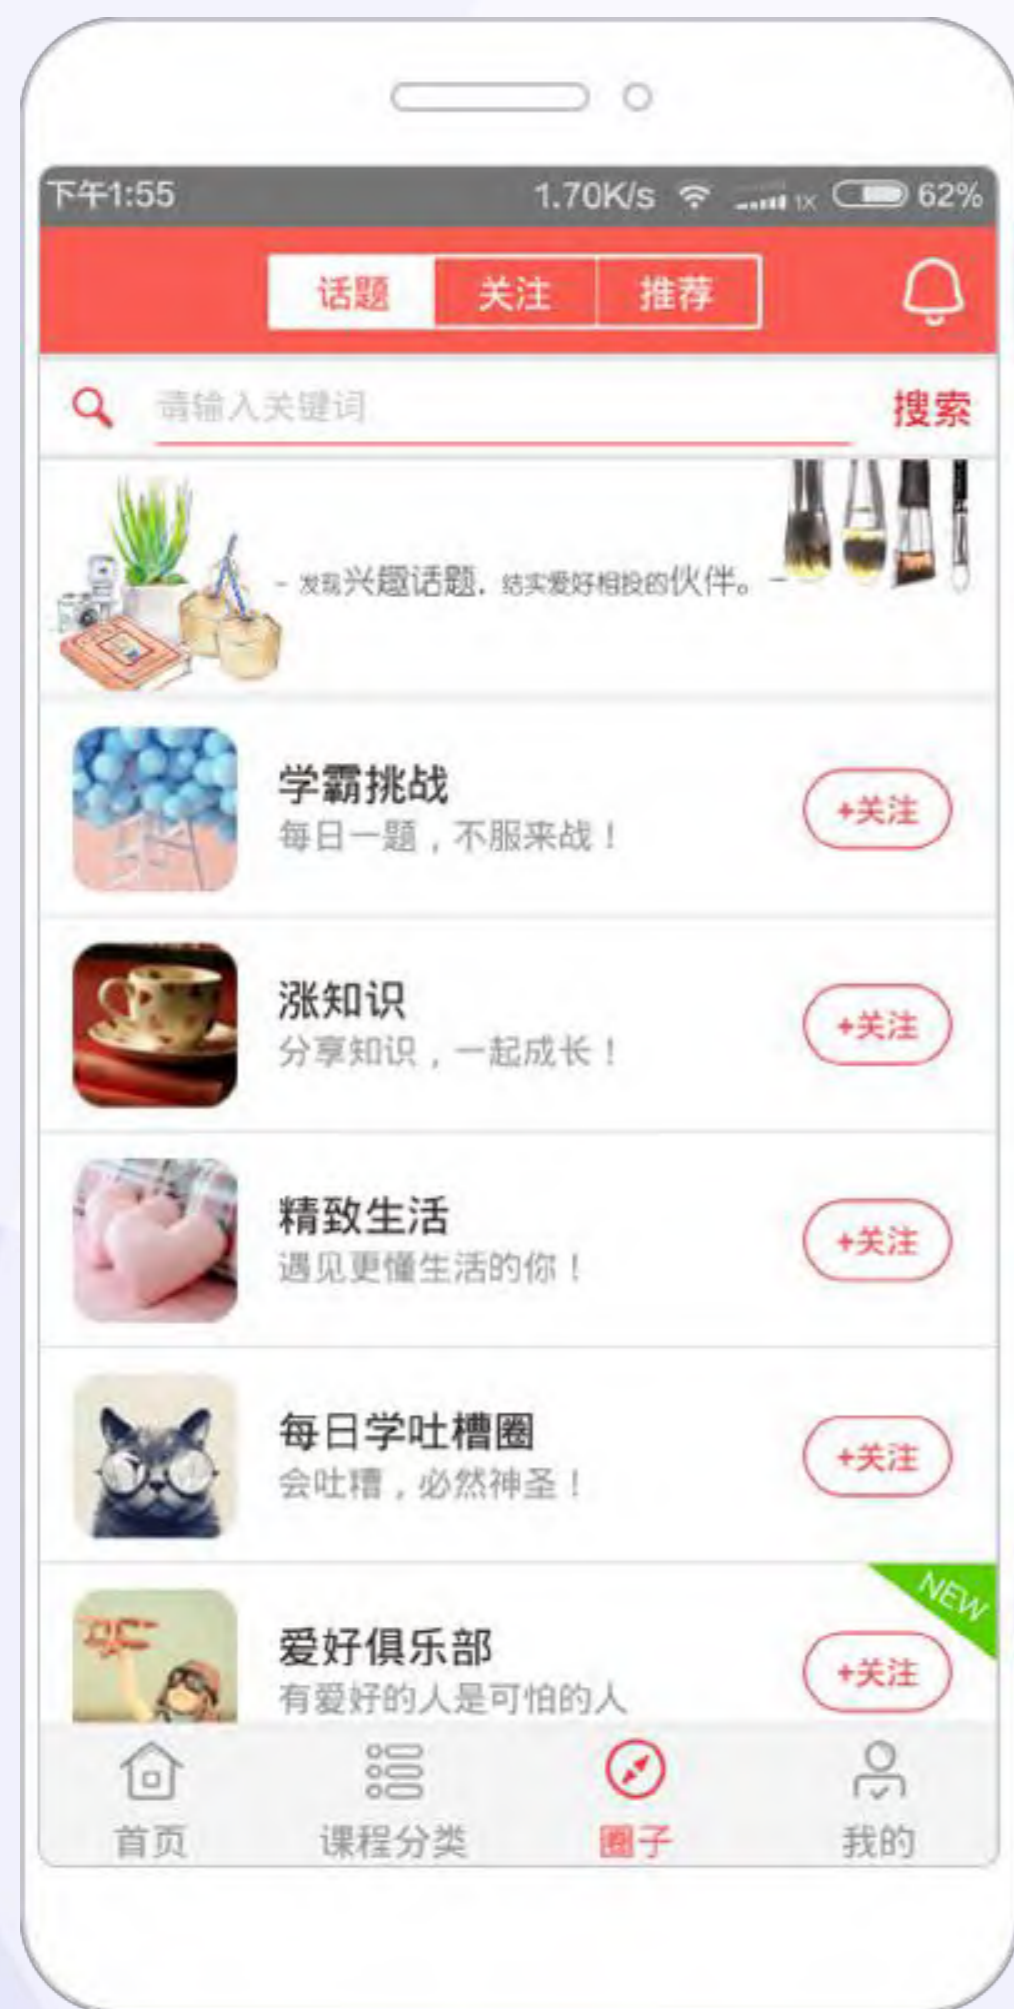 下午1:55 1.70K/s 1X 62%
话题 关注 推荐
请输入关键词 搜索
- 发现兴趣话题，结实爱好相投的伙伴。 -
学霸挑战
每日一题，不服来战！
+关注
涨知识
分享知识，一起成长！
+关注
精致生活
遇见更懂生活的你！
+关注
每日学吐槽圈
会吐糟，必然神圣！
+关注
NEW
爱好俱乐部
有爱好的人是可怕的人
+关注
首页 课程分类 圈子 我的